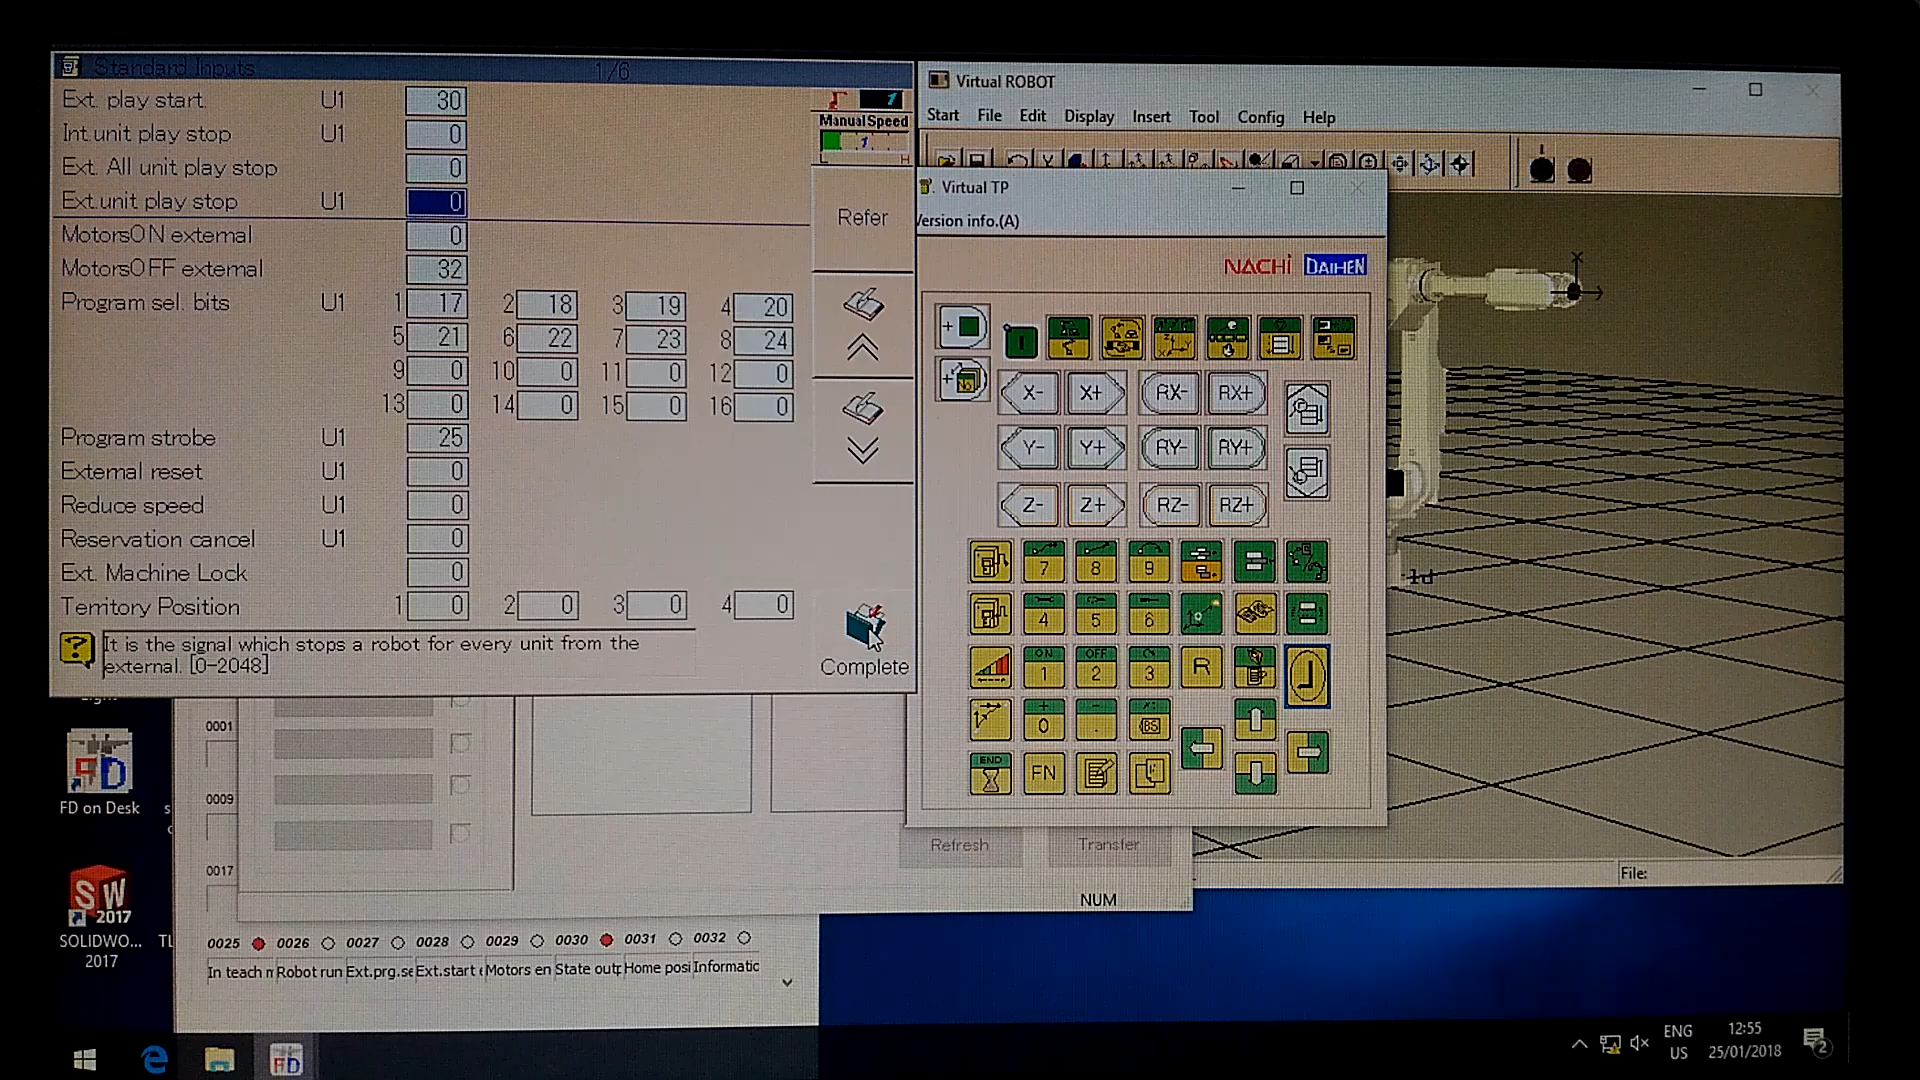 Standard Inputs 1/6
Ext. play start. U1 30
Int.unit play stop U1 0
Ext. All unit play stop 0
Ext.unit play stop U1 0
MotorsON external 0
MotorsOFF external 32
Program sel. bits U1 1 17 2 18 3 19 4 20
5 21 6 22 7 23 8 24
9 0 10 0 11 0 12 0
13 0 14 0 15 0 16 0
Program strobe U1 25
External reset U1 0
Reduce speed U1 0
Reservation cancel U1 0
Ext. Machine Lock 0
Territory Position 1 0 2 0 3 0 4 0
It is the signal which stops a robot for every unit from the
external. [0-2048]
1
Manual Speed
1
L H
Refer
Complete
Virtual ROBOT
Start File Edit Display Insert Tool Config Help
Virtual TP
Version info.(A)
NACHi DAIHEN
X- X+ RX- RX+
Y- Y+ RY- RY+
Z- Z+ RZ- RZ+
7 8 9
4 5 6
ON OFF
1 2 3 R
+ -
0 . BS
END
FN
X
File:
Refresh Transfer
NUM
0001
0009
0017
0025 0026 0027 0028 0029 0030 0031 0032
In teach m Robot run Ext.prg.se Ext.start Motors en State outp Home posi Informatic
FD on Desk
SW
2017
SOLIDWO...
2017
TL
FD
ENG
US
12:55
25/01/2018
2